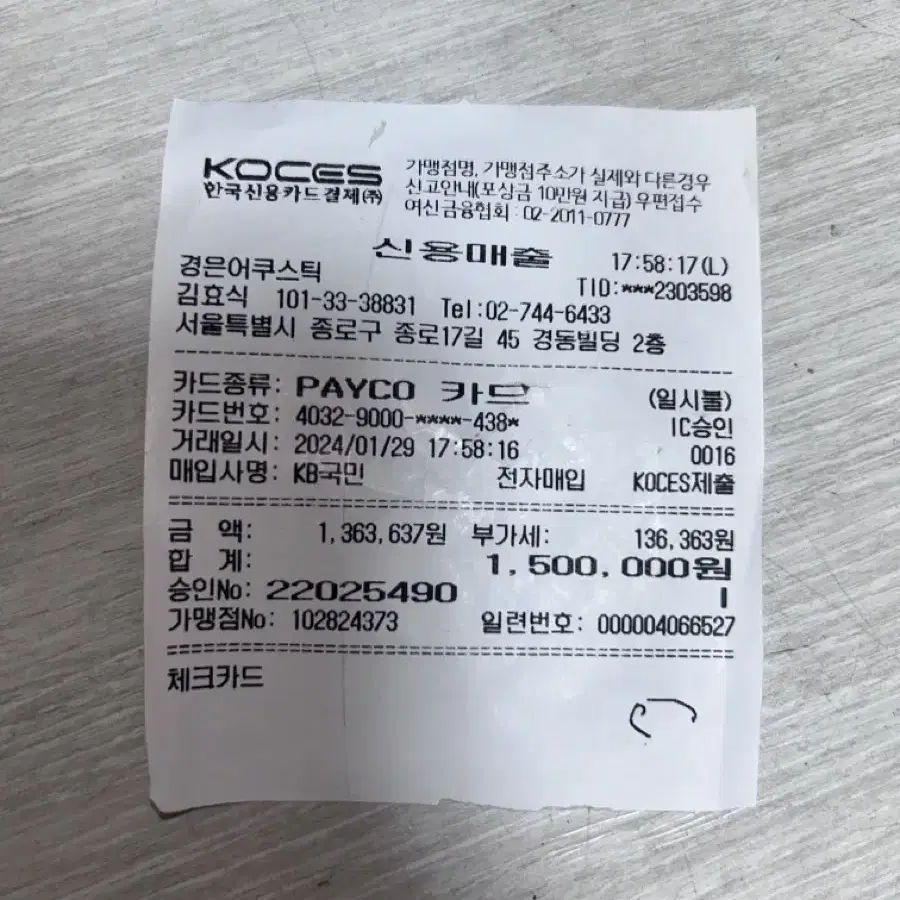 KOCES
한국신용카드결제(주)
가맹점명, 가맹점주소가 실제와 다른경우
신고안내(포상금 10만원 지급) 우편접수
여신금융협회 : 02-2011-0777
신용매출 17:58:17(L)
경은어쿠스틱 TID:***2303598
김효식 101-33-38831 Tel:02-744-6433
서울특별시 종로구 종로17길 45 경동빌딩 2층
카드종류: PAYCO 카드 (일시불)
카드번호: 4032-9000-****-438* IC승인
거래일시: 2024/01/29 17:58:16 0016
매입사명: KB국민 전자매입 KOCES제출
금 액: 1,363,637원 부가세: 136,363원
합 계: 1,500,000원
승인No: 22025490 I
가맹점No: 102824373 일련번호: 000004066527
체크카드